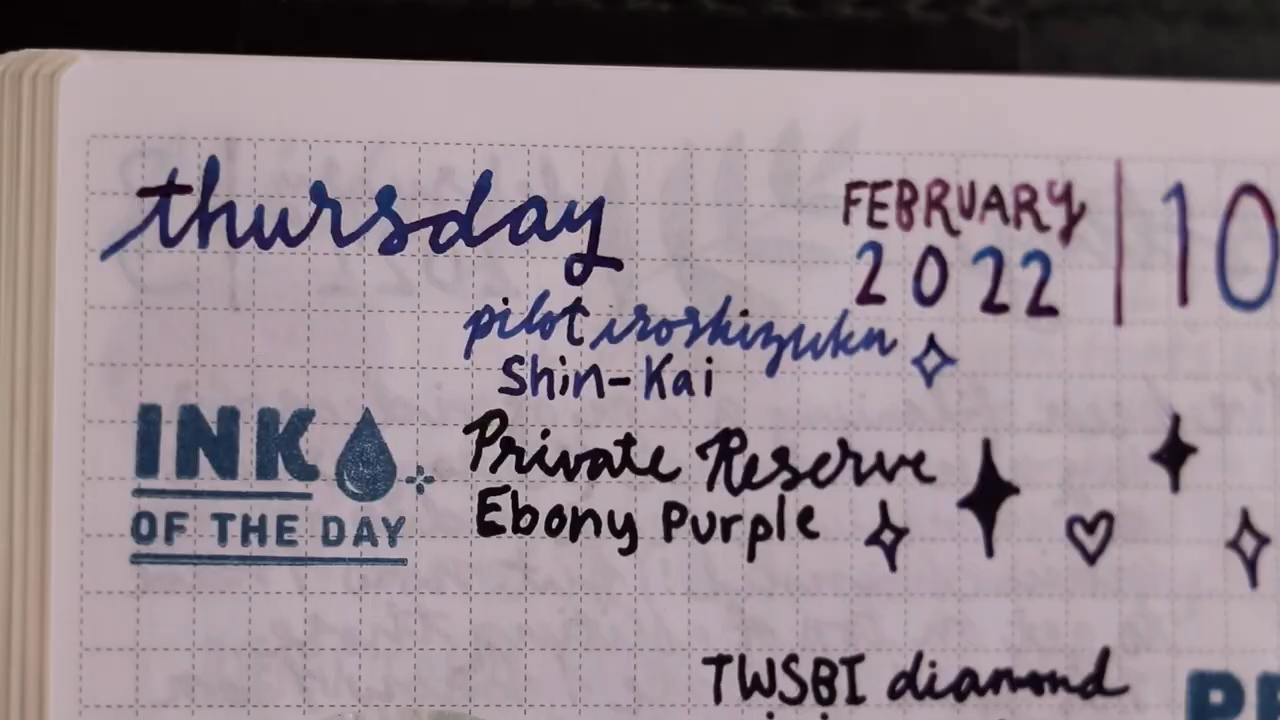 thursday
FEBRUARY
2022
10
pilot iroshizuku
Shin-Kai
INK
OF THE DAY
Private Reserve
Ebony Purple
TWSBI diamond